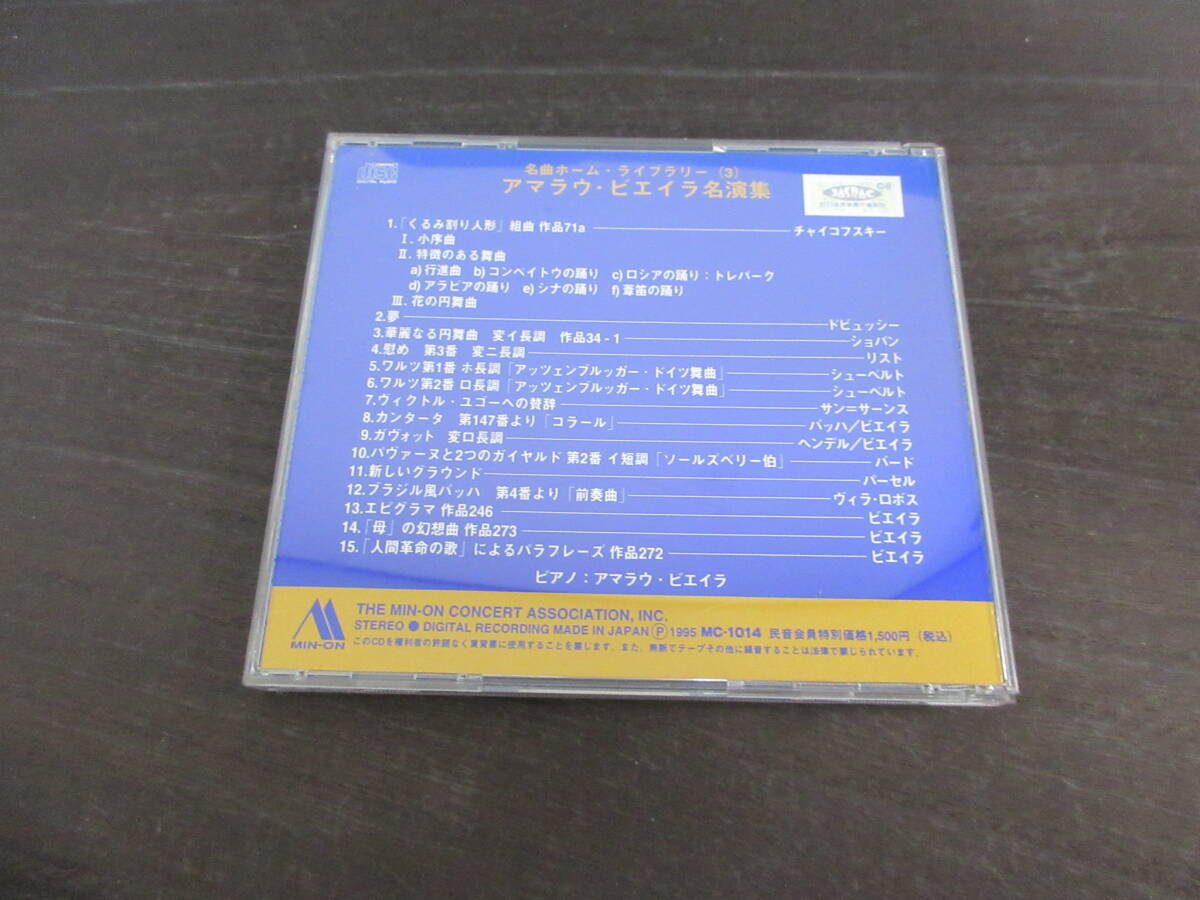 disc
DIGITAL AUDIO
名曲ホーム・ライブラリー(3)
アマラウ・ビエイラ名演集
JASRAC
1.「くるみ割り人形」組曲 作品71a チャイコフスキー
Ⅰ.小序曲
Ⅱ.特徴のある舞曲
a)行進曲 b)コンペイトウの踊り c)ロシアの踊り:トレパーク
d)アラビアの踊り e)シナの踊り f)葦笛の踊り
Ⅲ.花の円舞曲
2.夢 ドビュッシー
3.華麗なる円舞曲 変イ長調 作品34-1 ショパン
4.慰め 第3番 変ニ長調 リスト
5.ワルツ第1番 ホ長調「アッツェンブルッガー・ドイツ舞曲」 シューベルト
6.ワルツ第2番 ロ長調「アッツェンブルッガー・ドイツ舞曲」 シューベルト
7.ヴィクトル・ユゴーへの賛辞 サン=サーンス
8.カンタータ 第147番より「コラール」 バッハ/ビエイラ
9.ガヴォット 変ロ長調 ヘンデル/ビエイラ
10.パヴァーヌと2つのガイヤルド 第2番 イ短調「ソールズベリー伯」 バード
11.新しいグラウンド パーセル
12.ブラジル風バッハ 第4番より「前奏曲」 ヴィラ・ロボス
13.エピグラマ 作品246 ビエイラ
14.「母」の幻想曲 作品273 ビエイラ
15.「人間革命の歌」によるパラフレーズ 作品272 ビエイラ
ピアノ:アマラウ・ビエイラ
MIN-ON
THE MIN-ON CONCERT ASSOCIATION, INC.
STEREO ● DIGITAL RECORDING MADE IN JAPAN Ⓟ 1995 MC-1014 民音会員特別価格1,500円(税込)
このCDを権利者の許諾なく賃貸業に使用することを禁じます。また、無断でテープその他に録音することは法律で禁じられています。